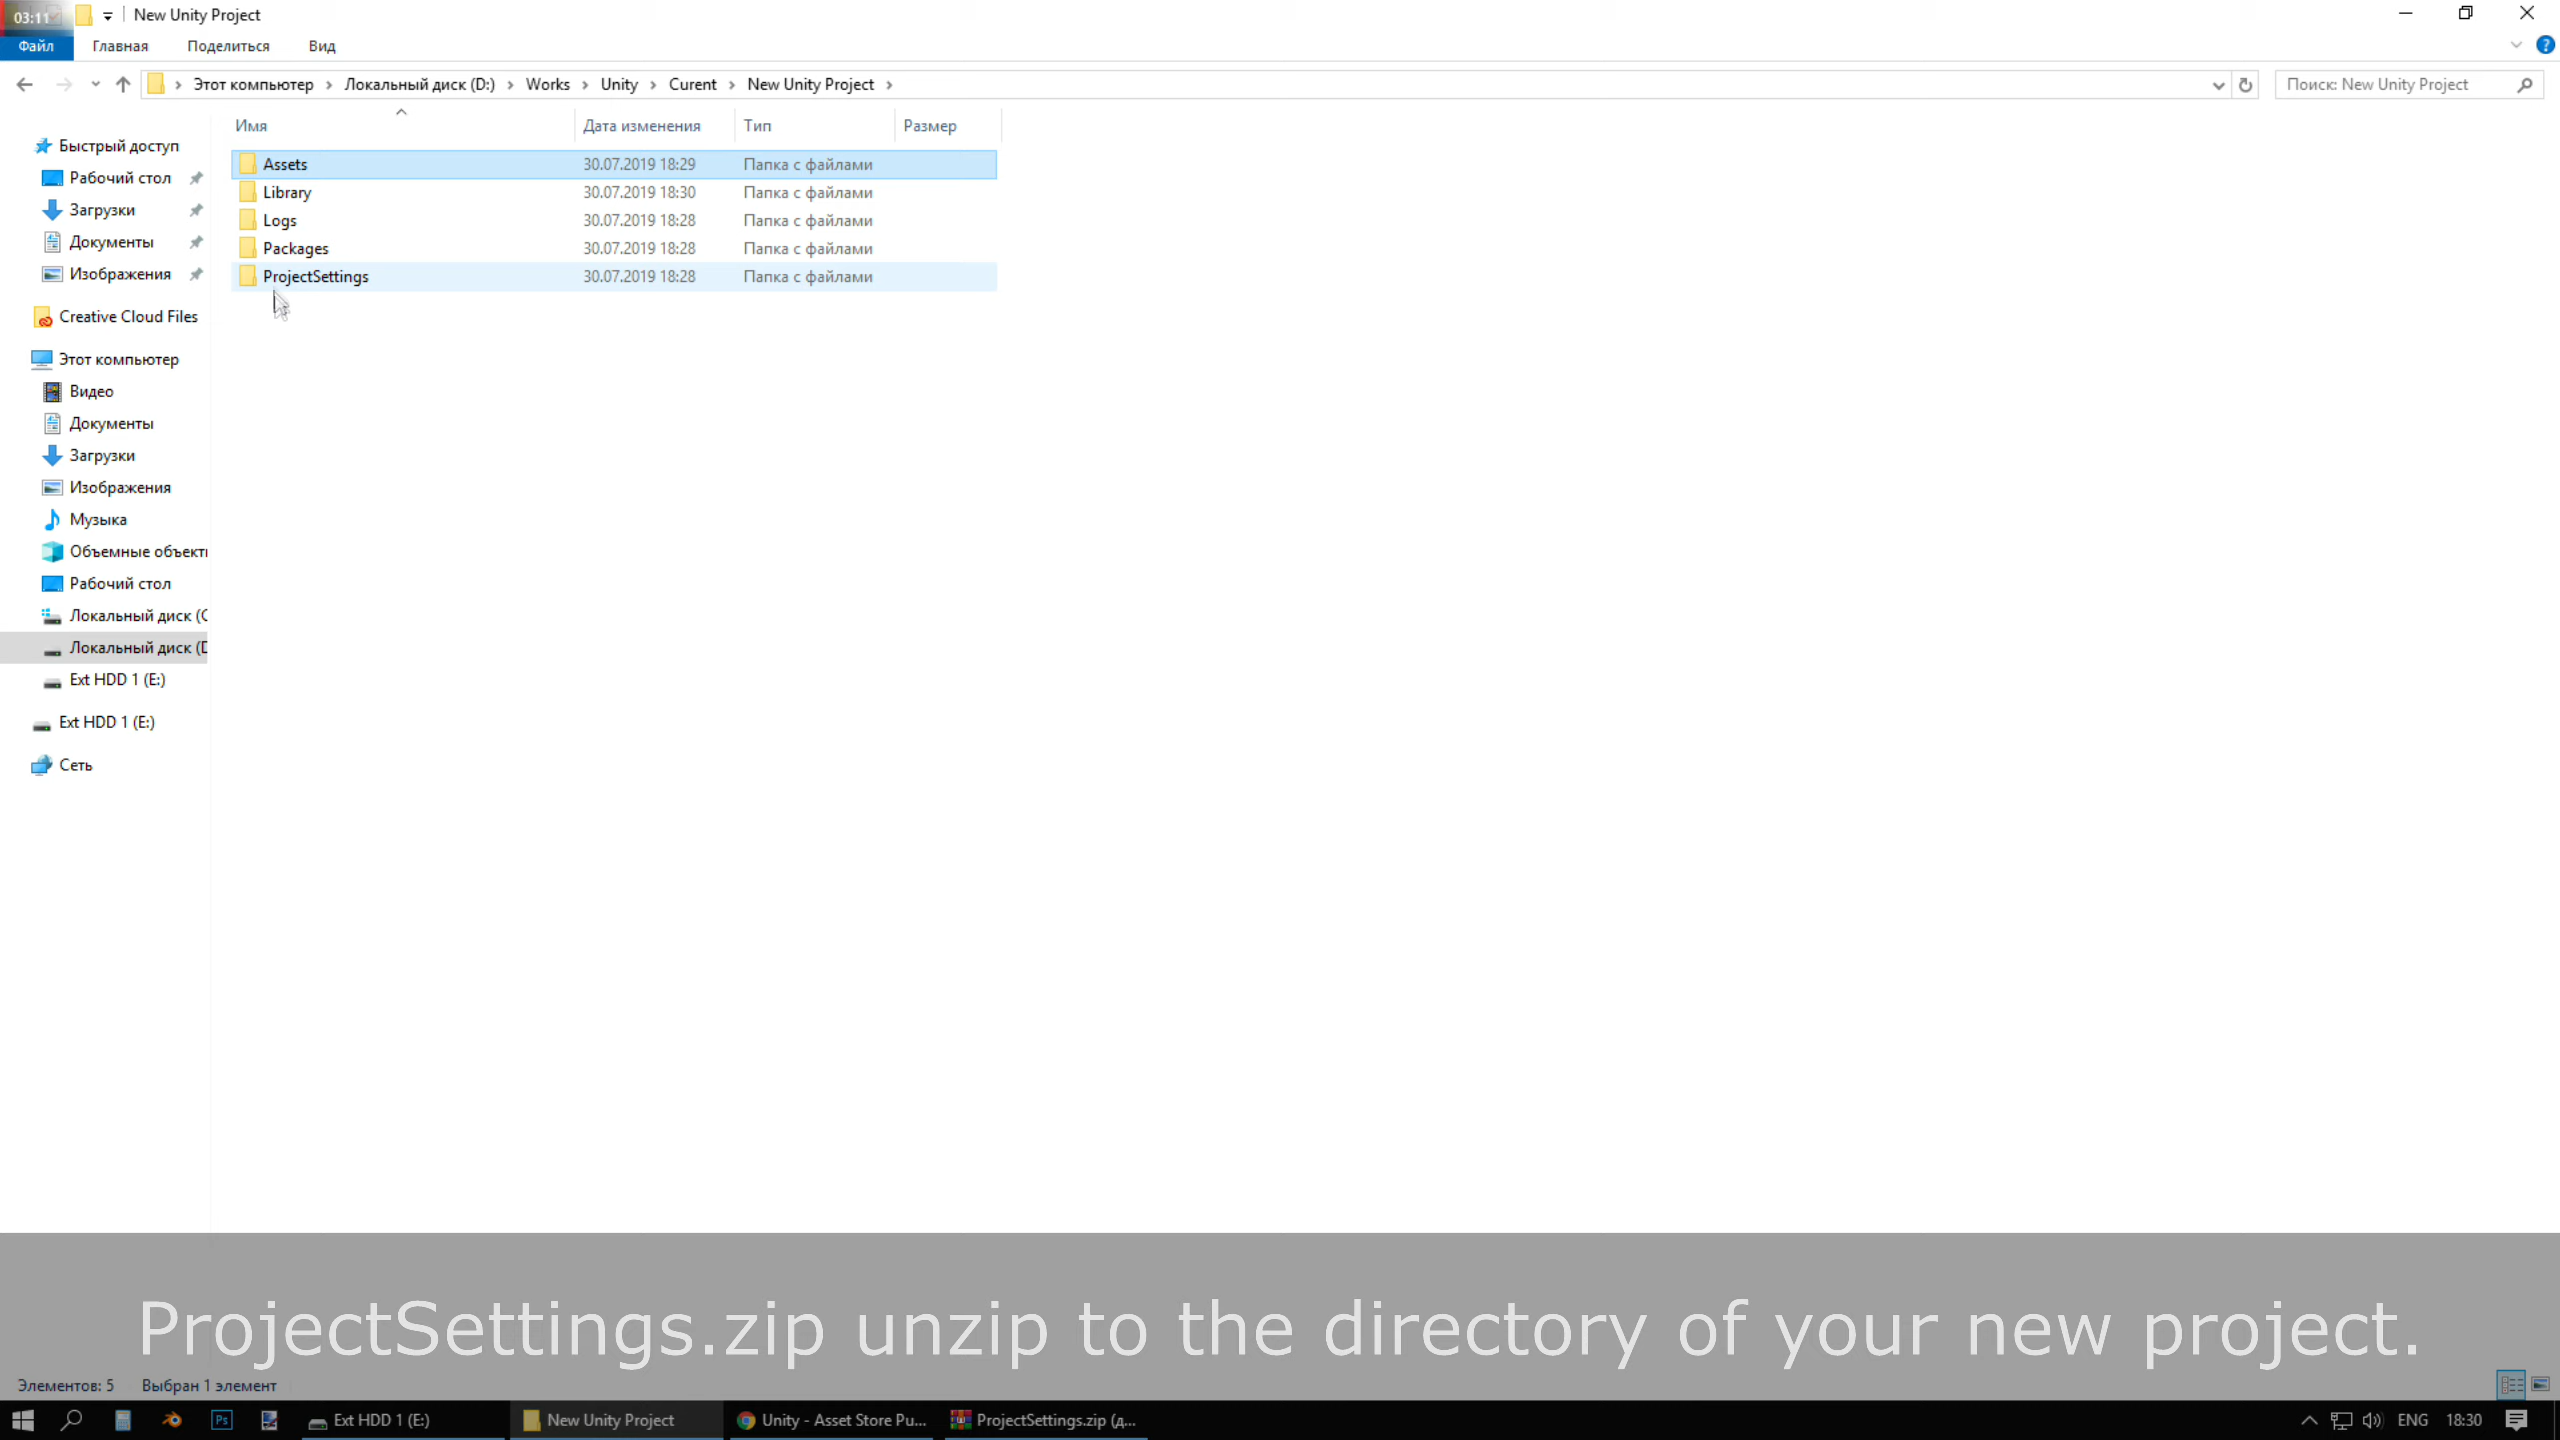 03:11 New Unity Project
Файл Главная Поделиться Вид
Этот компьютер Локальный диск (D:) Works Unity Curent New Unity Project Поиск: New Unity Project
Имя Дата изменения Тип Размер
Быстрый доступ
Рабочий стол
Загрузки
Документы
Изображения
Creative Cloud Files
Этот компьютер
Видео
Документы
Загрузки
Изображения
Музыка
Объемные объект
Рабочий стол
Локальный диск (C
Локальный диск (D
Ext HDD 1 (E:)
Ext HDD 1 (E:)
Сеть
Assets 30.07.2019 18:29 Папка с файлами
Library 30.07.2019 18:30 Папка с файлами
Logs 30.07.2019 18:28 Папка с файлами
Packages 30.07.2019 18:28 Папка с файлами
ProjectSettings 30.07.2019 18:28 Папка с файлами
ProjectSettings.zip unzip to the directory of your new project.
Элементов: 5 Выбран 1 элемент
Ps Ext HDD 1 (E:) New Unity Project Unity - Asset Store Pu... ProjectSettings.zip (д... ENG 18:30